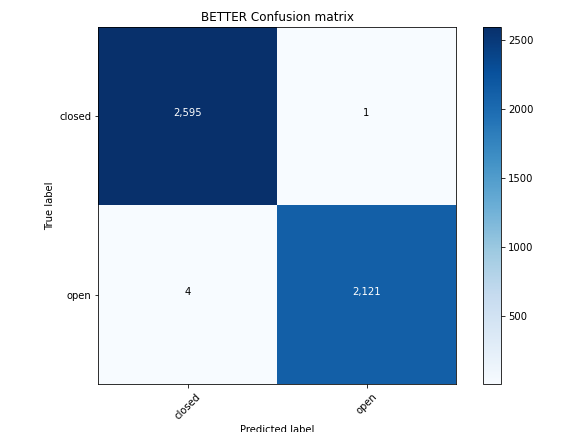 BETTER Confusion matrix
closed
2,595
1
open
4
2,121
True label
closed
open
Predicted label
2500
2000
1500
1000
500